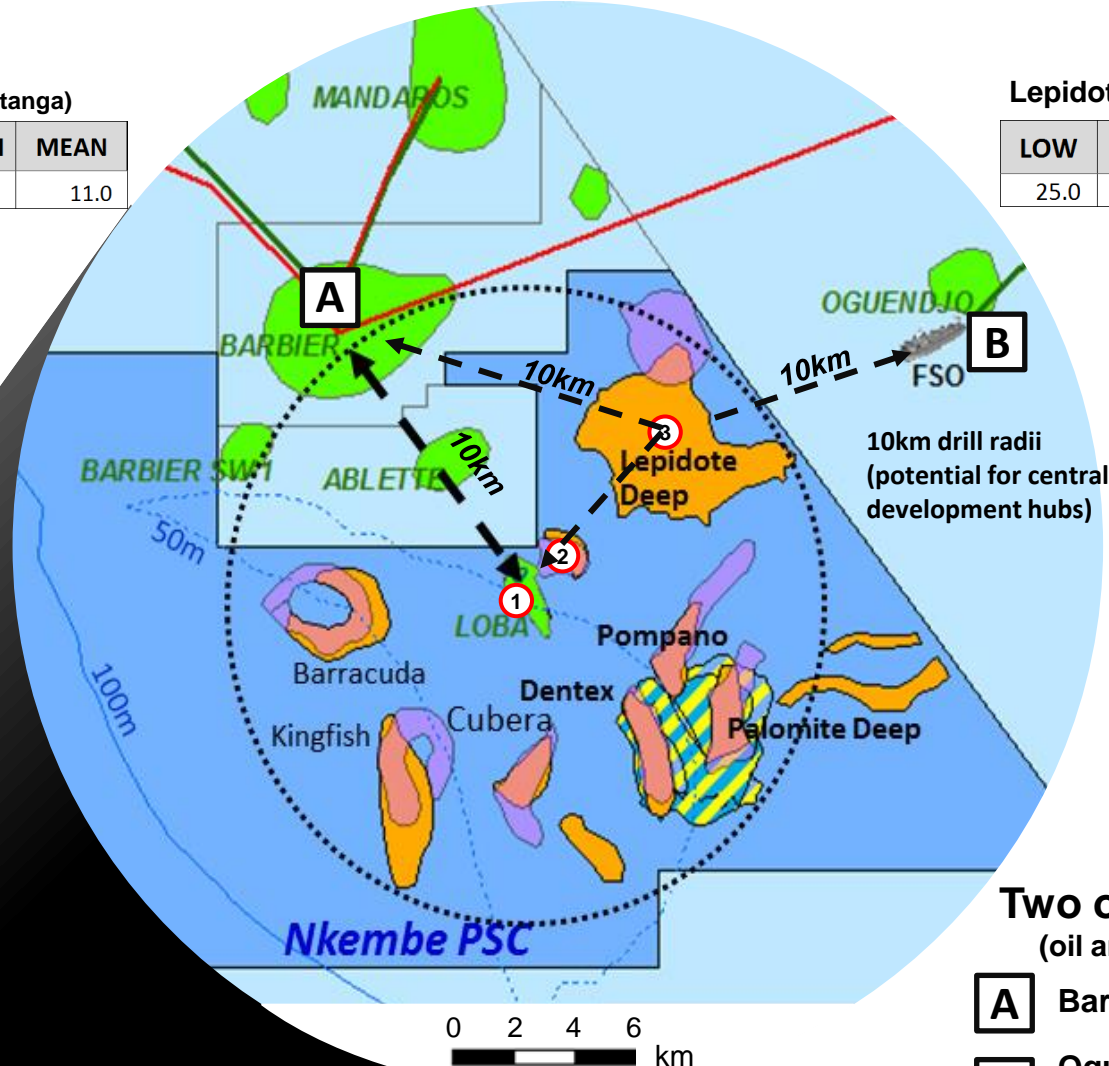 tanga)
MEAN
11.0
Lepidot
LOW
25.0
MANDAROS
A
BARBIER
OGUENDJO
B
FSO
10km
10km
3
Lepidote
Deep
10km drill radii
(potential for central
development hubs)
BARBIER SW1
ABLETTE
10km
50m
2
1
LOBA
Pompano
Barracuda
Dentex
100m
Kingfish
Cubera
Palomite Deep
Nkembe PSC
Two o
(oil a
A
Bar
Ogu
0 2 4 6
km